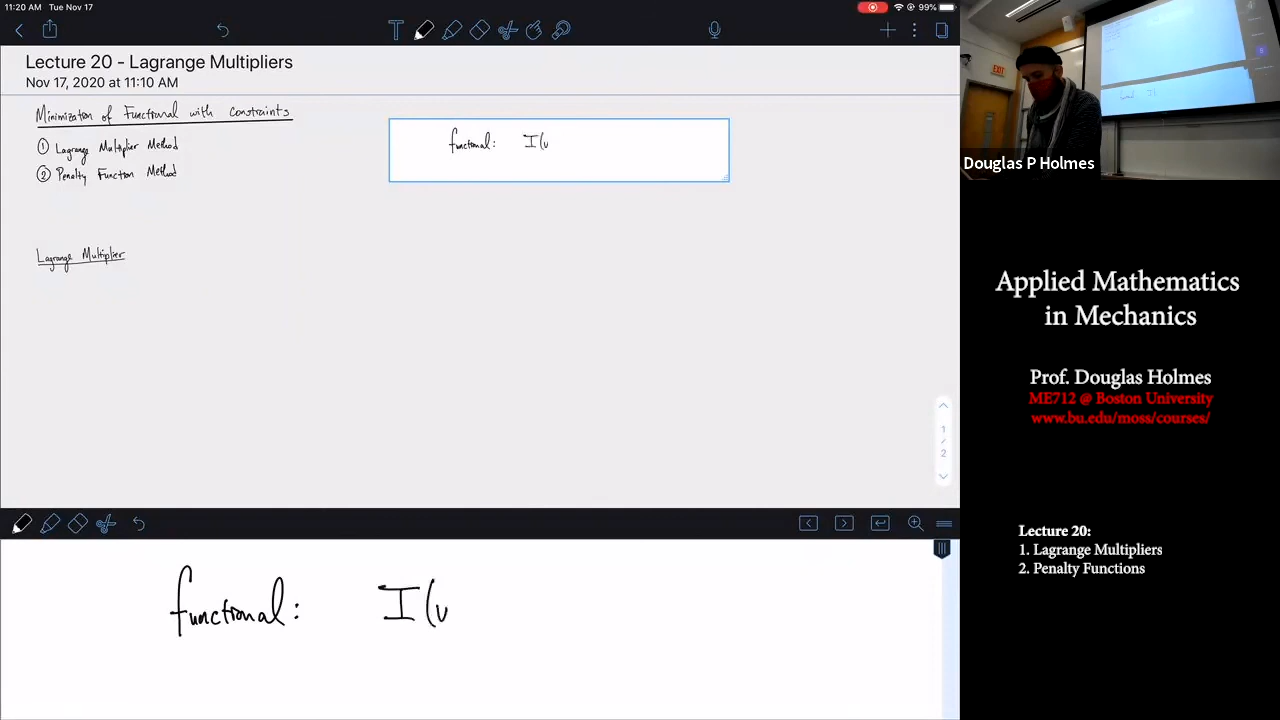 11:20 AM Tue Nov 17
99%
Lecture 20 - Lagrange Multipliers
Nov 17, 2020 at 11:10 AM
Minimization of Functional with Constraints
① Lagrange Multiplier Method
② Penalty Function Method
functional: I(u
Lagrange Multiplier
1
/
2
functional: I(u
EXIT
Douglas P Holmes
Applied Mathematics
in Mechanics
Prof. Douglas Holmes
ME712 @ Boston University
www.bu.edu/moss/courses/
Lecture 20:
1. Lagrange Multipliers
2. Penalty Functions